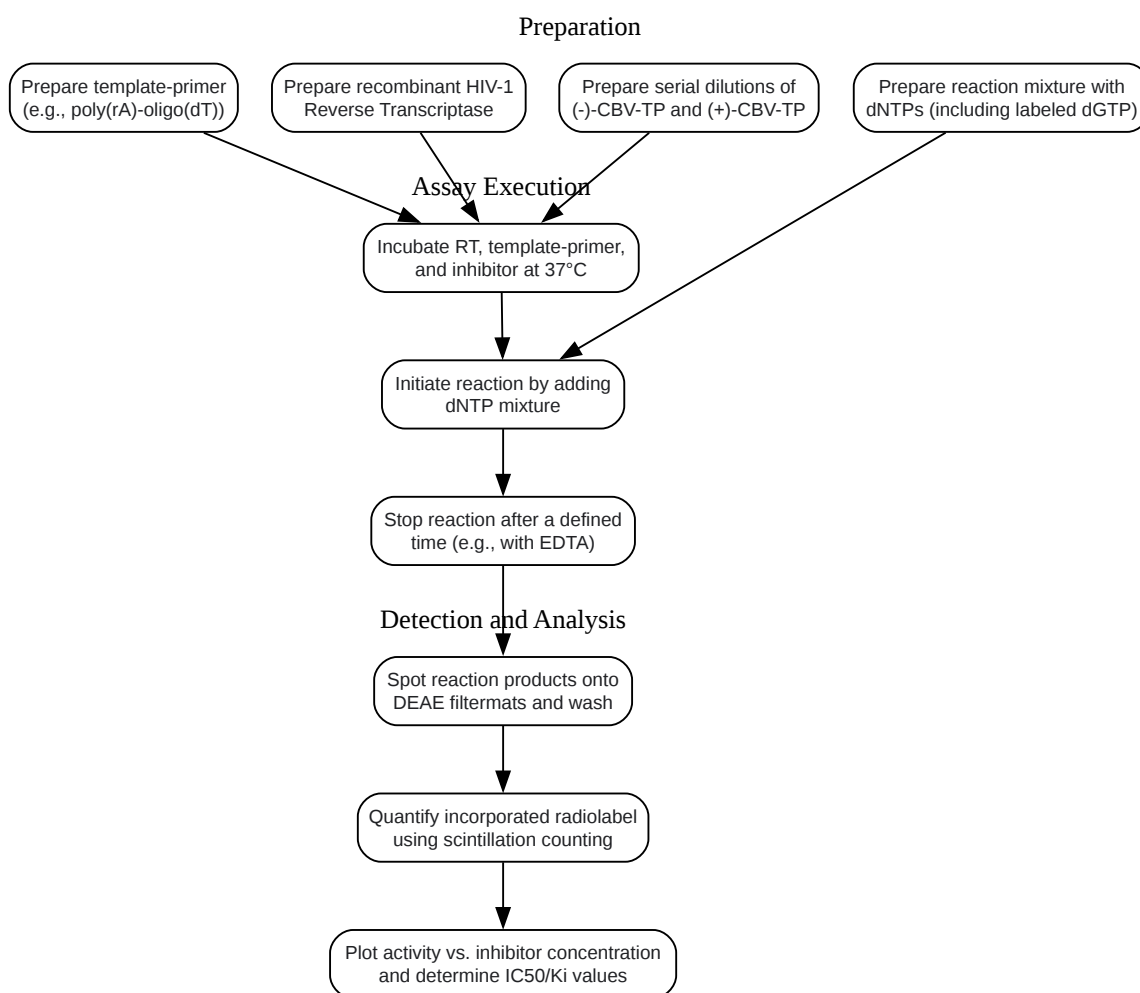 Preparation
Prepare template-primer
(e.g., poly(rA)-oligo(dT))
Prepare recombinant HIV-1
Reverse Transcriptase
Prepare serial dilutions of
(-)-CBV-TP and (+)-CBV-TP
Prepare reaction mixture with
dNTPs (including labeled dGTP)
Assay Execution
Incubate RT, template-primer,
and inhibitor at 37°C
Initiate reaction by adding
dNTP mixture
Stop reaction after a defined
time (e.g., with EDTA)
Detection and Analysis
Spot reaction products onto
DEAE filtermats and wash
Quantify incorporated radiolabel
using scintillation counting
Plot activity vs. inhibitor concentration
and determine IC50/Ki values